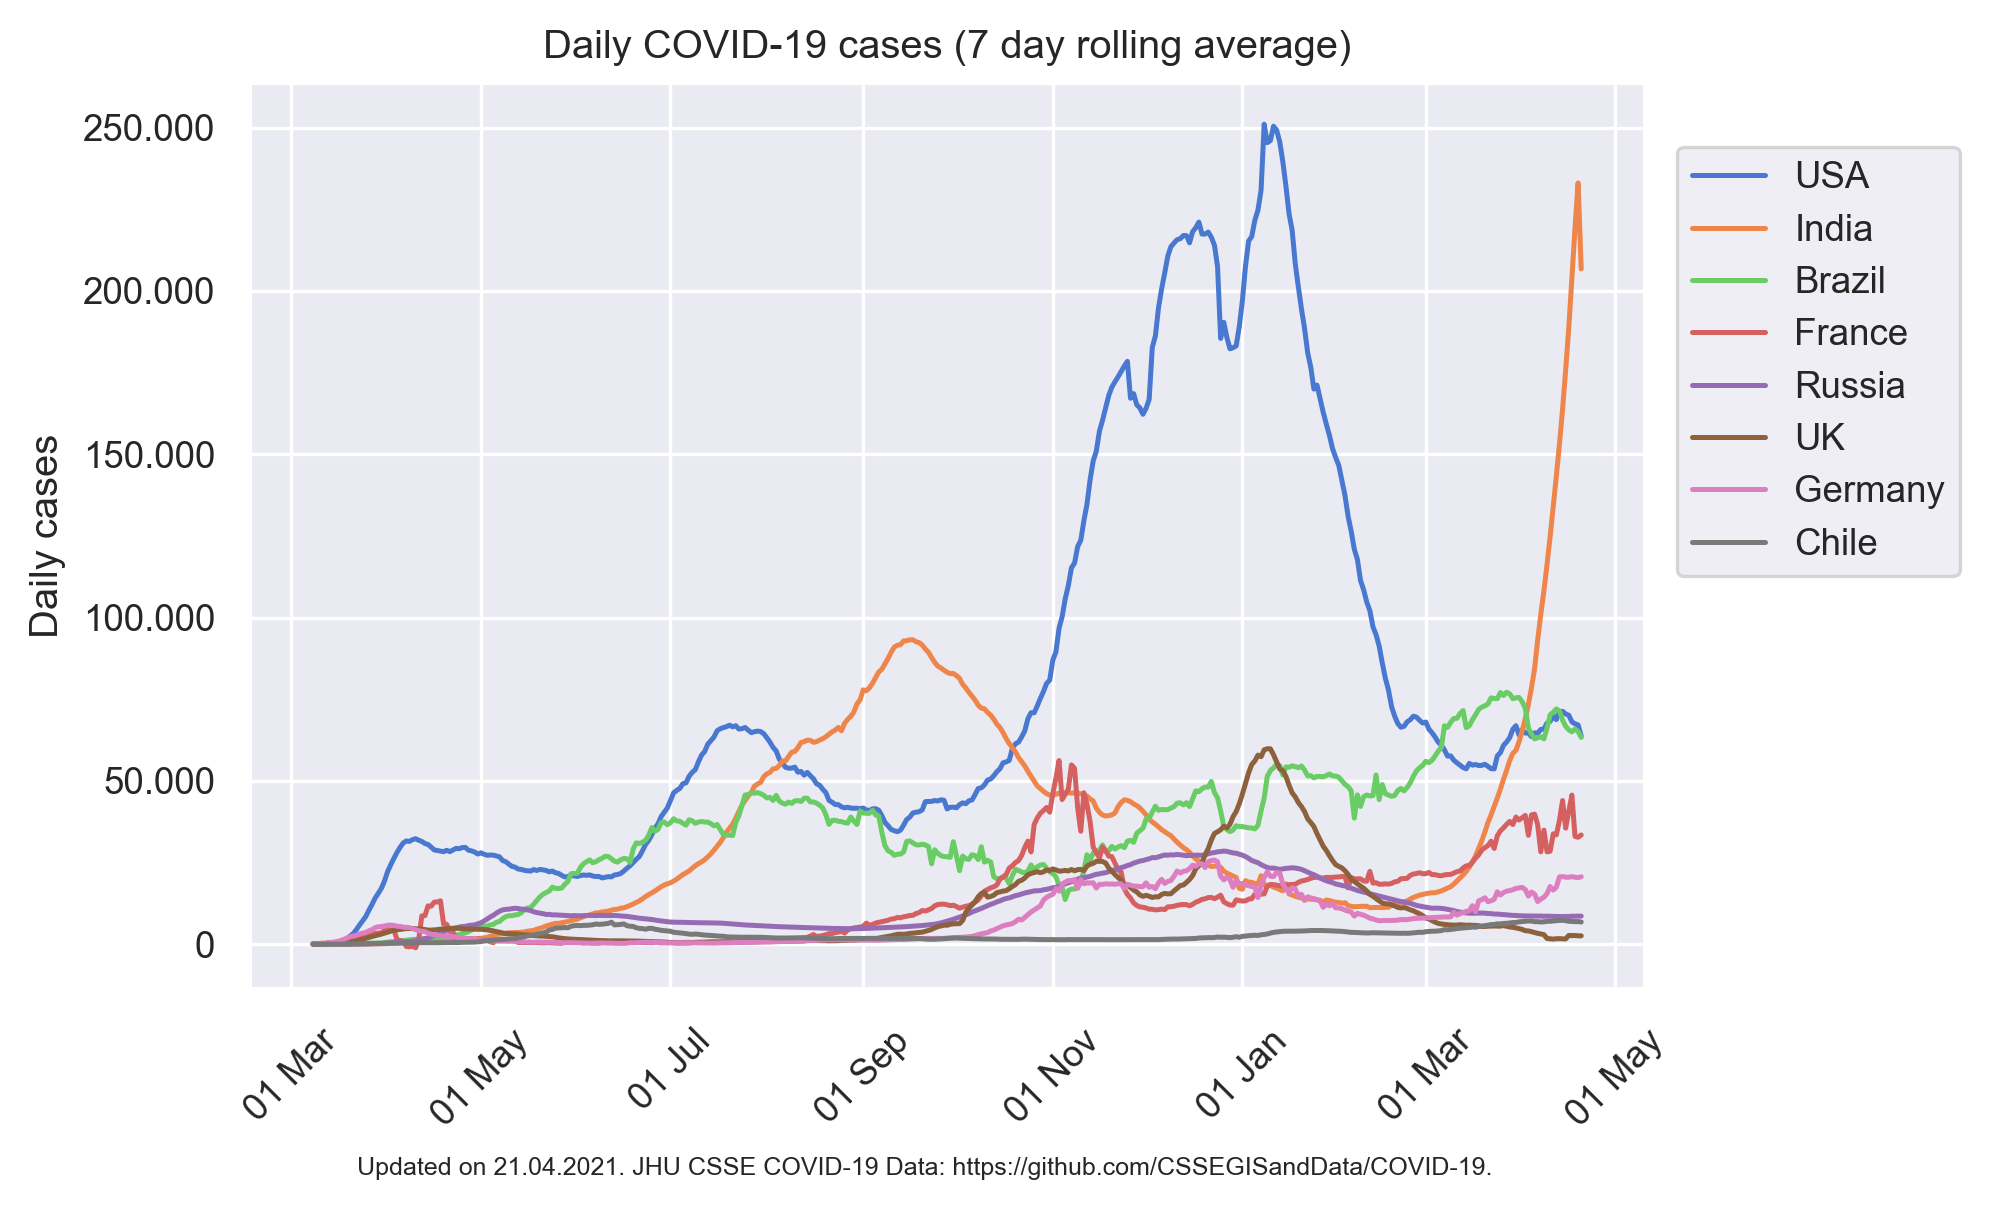 Daily COVID-19 cases (7 day rolling average)
250.000
200.000
150.000
100.000
50.000
0
Daily cases
USA
India
Brazil
France
Russia
UK
Germany
Chile
01 Mar
01 May
01 Jul
01 Sep
01 Nov
01 Jan
01 Mar
01 May
Updated on 21.04.2021. JHU CSSE COVID-19 Data: https://github.com/CSSEGISandData/COVID-19.